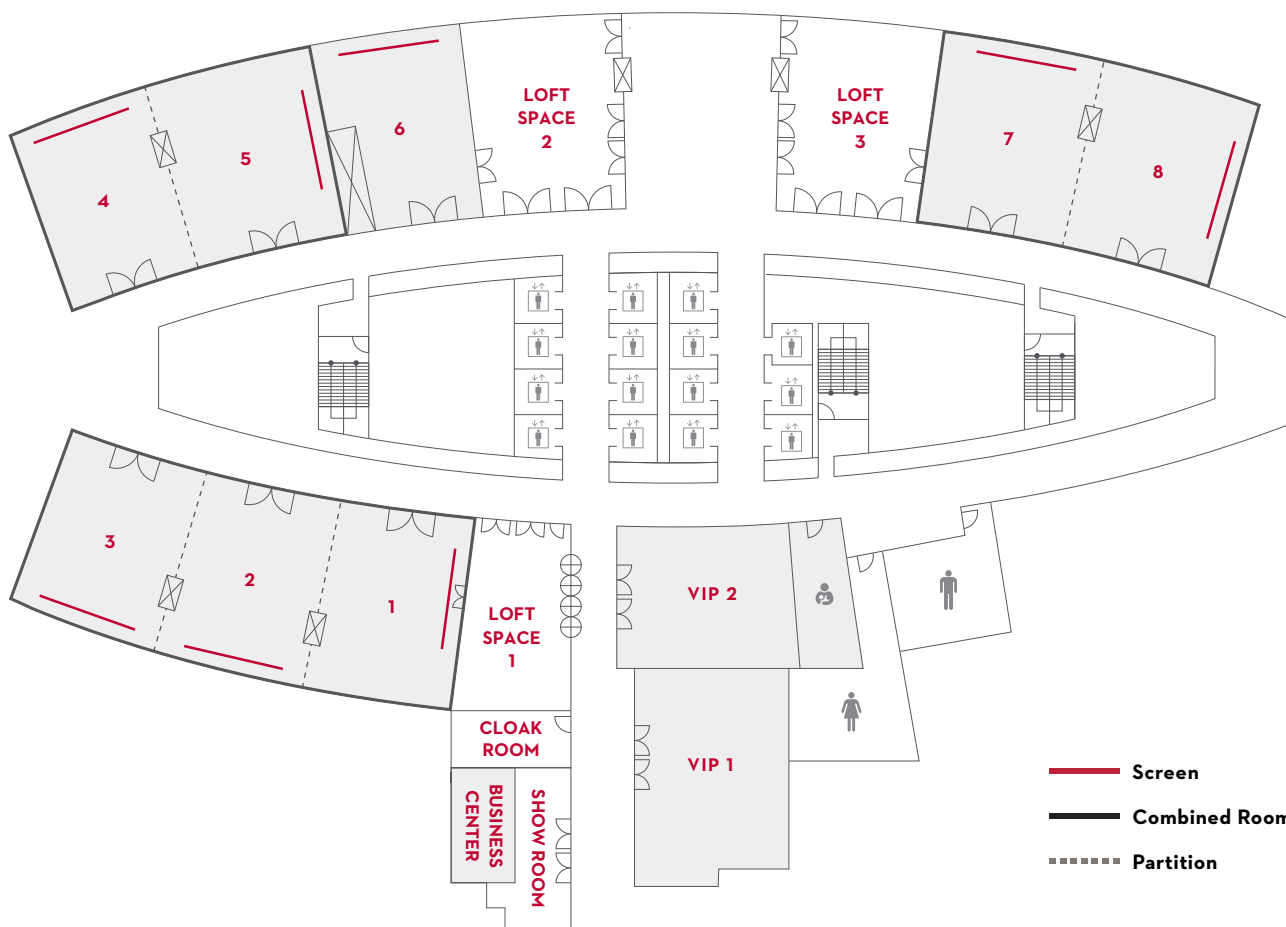 6
LOFT
SPACE
2
LOFT
SPACE
3
7
8
5
4
3
2
1
LOFT
SPACE
1
VIP 2
CLOAK
ROOM
VIP 1
BUSINESS
CENTER
SHOW ROOM
Screen
Combined Room
Partition